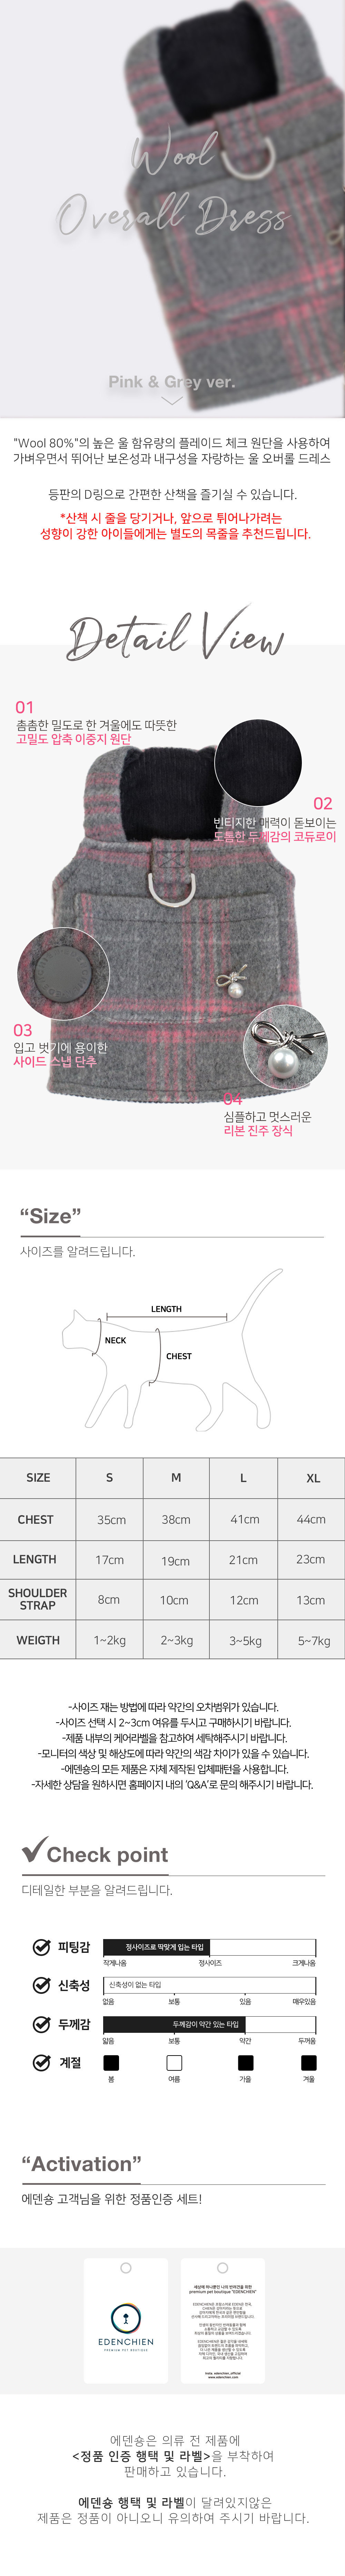 Wool
Overall Dress
Pink & Grey ver.
"Wool 80%"의 높은 울 함유량의 플레이드 체크 원단을 사용하여
가벼우면서 뛰어난 보온성과 내구성을 자랑하는 울 오버롤 드레스
등판의 D링으로 간편한 산책을 즐기실 수 있습니다.
*산책 시 줄을 당기거나, 앞으로 튀어나가려는
성향이 강한 아이들에게는 별도의 목줄을 추천드립니다.
Detail View
01
촘촘한 밀도로 한 겨울에도 따뜻한
고밀도 압축 이중지 원단
02
빈티지한 매력이 돋보이는
도톰한 두께감의 코듀로이
03
입고 벗기에 용이한
사이드 스냅 단추
04
심플하고 멋스러운
리본 진주 장식
“Size”
사이즈를 알려드립니다.
LENGTH
NECK
CHEST
SIZE S M L XL
CHEST 35cm 38cm 41cm 44cm
LENGTH 17cm 19cm 21cm 23cm
SHOULDER
STRAP 8cm 10cm 12cm 13cm
WEIGTH 1~2kg 2~3kg 3~5kg 5~7kg
-사이즈 재는 방법에 따라 약간의 오차범위가 있습니다.
-사이즈 선택 시 2~3cm 여유를 두시고 구매하시기 바랍니다.
-제품 내부의 케어라벨을 참고하여 세탁해주시기 바랍니다.
-모니터의 색상 및 해상도에 따라 약간의 색감 차이가 있을 수 있습니다.
-에덴숑의 모든 제품은 자체 제작된 입체패턴을 사용합니다.
-자세한 상담을 원하시면 홈페이지 내의 ‘Q&A’로 문의 해주시기 바랍니다.
Check point
디테일한 부분을 알려드립니다.
피팅감 정사이즈로 딱맞게 입는 타입
작게나옴 정사이즈 크게나옴
신축성 신축성이 없는 타입
없음 보통 있음 매우있음
두께감 두께감이 약간 있는 타입
얇음 보통 약간 두꺼움
계절
봄 여름 가을 겨울
“Activation”
에덴숑 고객님을 위한 정품인증 세트!
EDENCHIEN
PREMIUM PET BOUTIQUE
세상에 하나뿐인 나의 반려견을 위한
premium pet boutique "EDENCHIEN"
insta: edenchien_official
www.edenchien.com
에덴숑은 의류 전 제품에
<정품 인증 행택 및 라벨>을 부착하여
판매하고 있습니다.
에덴숑 행택 및 라벨이 달려있지않은
제품은 정품이 아니오니 유의하여 주시기 바랍니다.